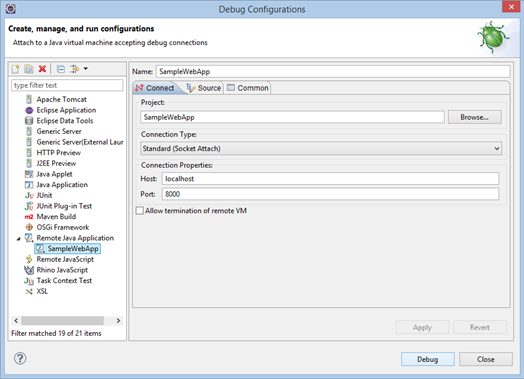 Debug Configurations
Create, manage, and run configurations
Attach to a Java virtual machine accepting debug connections
type filter text
Apache Tomcat
Eclipse Application
Eclipse Data Tools
Generic Server
Generic Server(External Laur
HTTP Preview
J2EE Preview
Java Applet
Java Application
JUnit
JUnit Plug-in Test
Maven Build
OSGi Framework
Remote Java Application
SampleWebApp
Remote JavaScript
Rhino JavaScript
Task Context Test
XSL
Filter matched 19 of 21 items
Name: SampleWebApp
Connect Source Common
Project:
SampleWebApp Browse...
Connection Type:
Standard (Socket Attach)
Connection Properties:
Host: localhost
Port: 8000
Allow termination of remote VM
Apply Revert
Debug Close